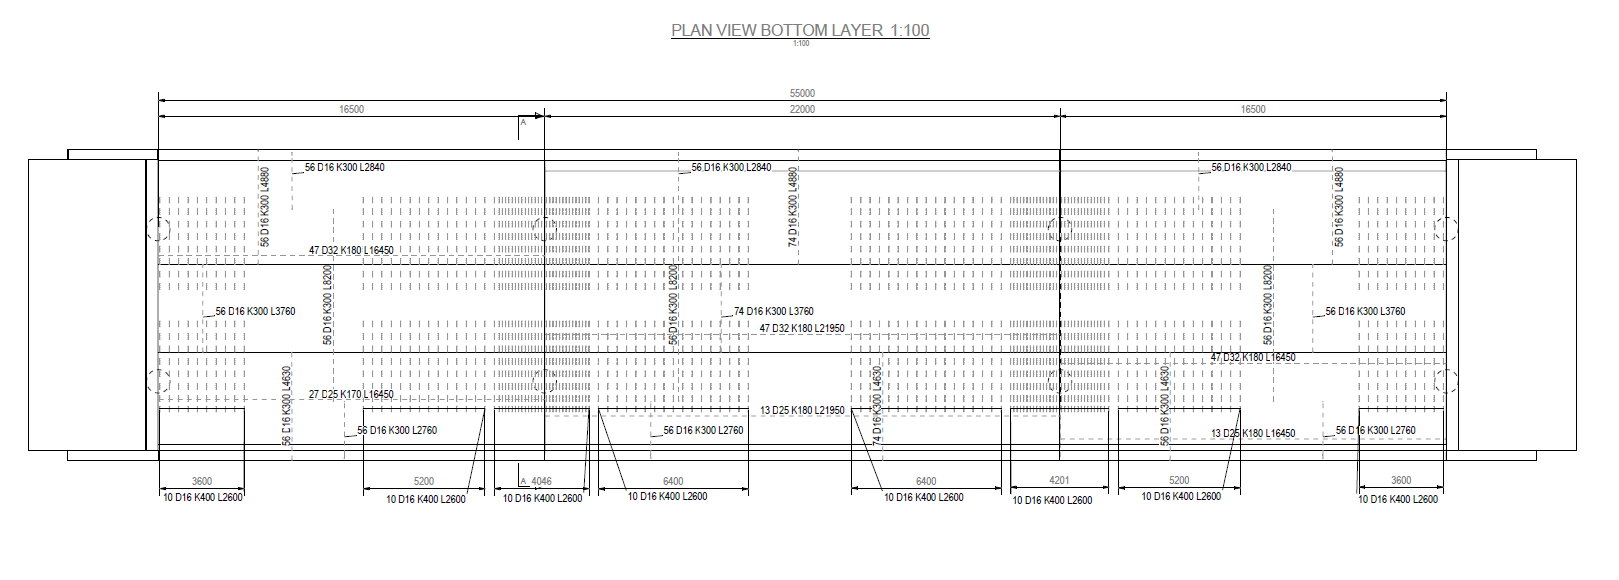 PLAN VIEW BOTTOM LAYER 1:100
1:100
55000
16500
22000
16500
A
56 D16 K300 L2840
56 D16 K300 L2840
56 D16 K300 L2840
56 D16 K300 L4880
74 D16 K300 L4880
56 D16 K300 L4880
47 D32 K180 L16450
56 D16 K300 L8200
56 D16 K300 L8200
56 D16 K300 L8200
56 D16 K300 L3760
74 D16 K300 L3760
56 D16 K300 L3760
47 D32 K180 L21950
47 D32 K180 L16450
56 D16 K300 L4630
74 D16 K300 L4630
56 D16 K300 L4630
27 D25 K170 L16450
13 D25 K180 L21950
13 D25 K180 L16450
56 D16 K300 L2760
56 D16 K300 L2760
56 D16 K300 L2760
A
3600
5200
4046
6400
6400
4201
5200
3600
10 D16 K400 L2600
10 D16 K400 L2600
10 D16 K400 L2600
10 D16 K400 L2600
10 D16 K400 L2600
10 D16 K400 L2600
10 D16 K400 L2600
10 D16 K400 L2600